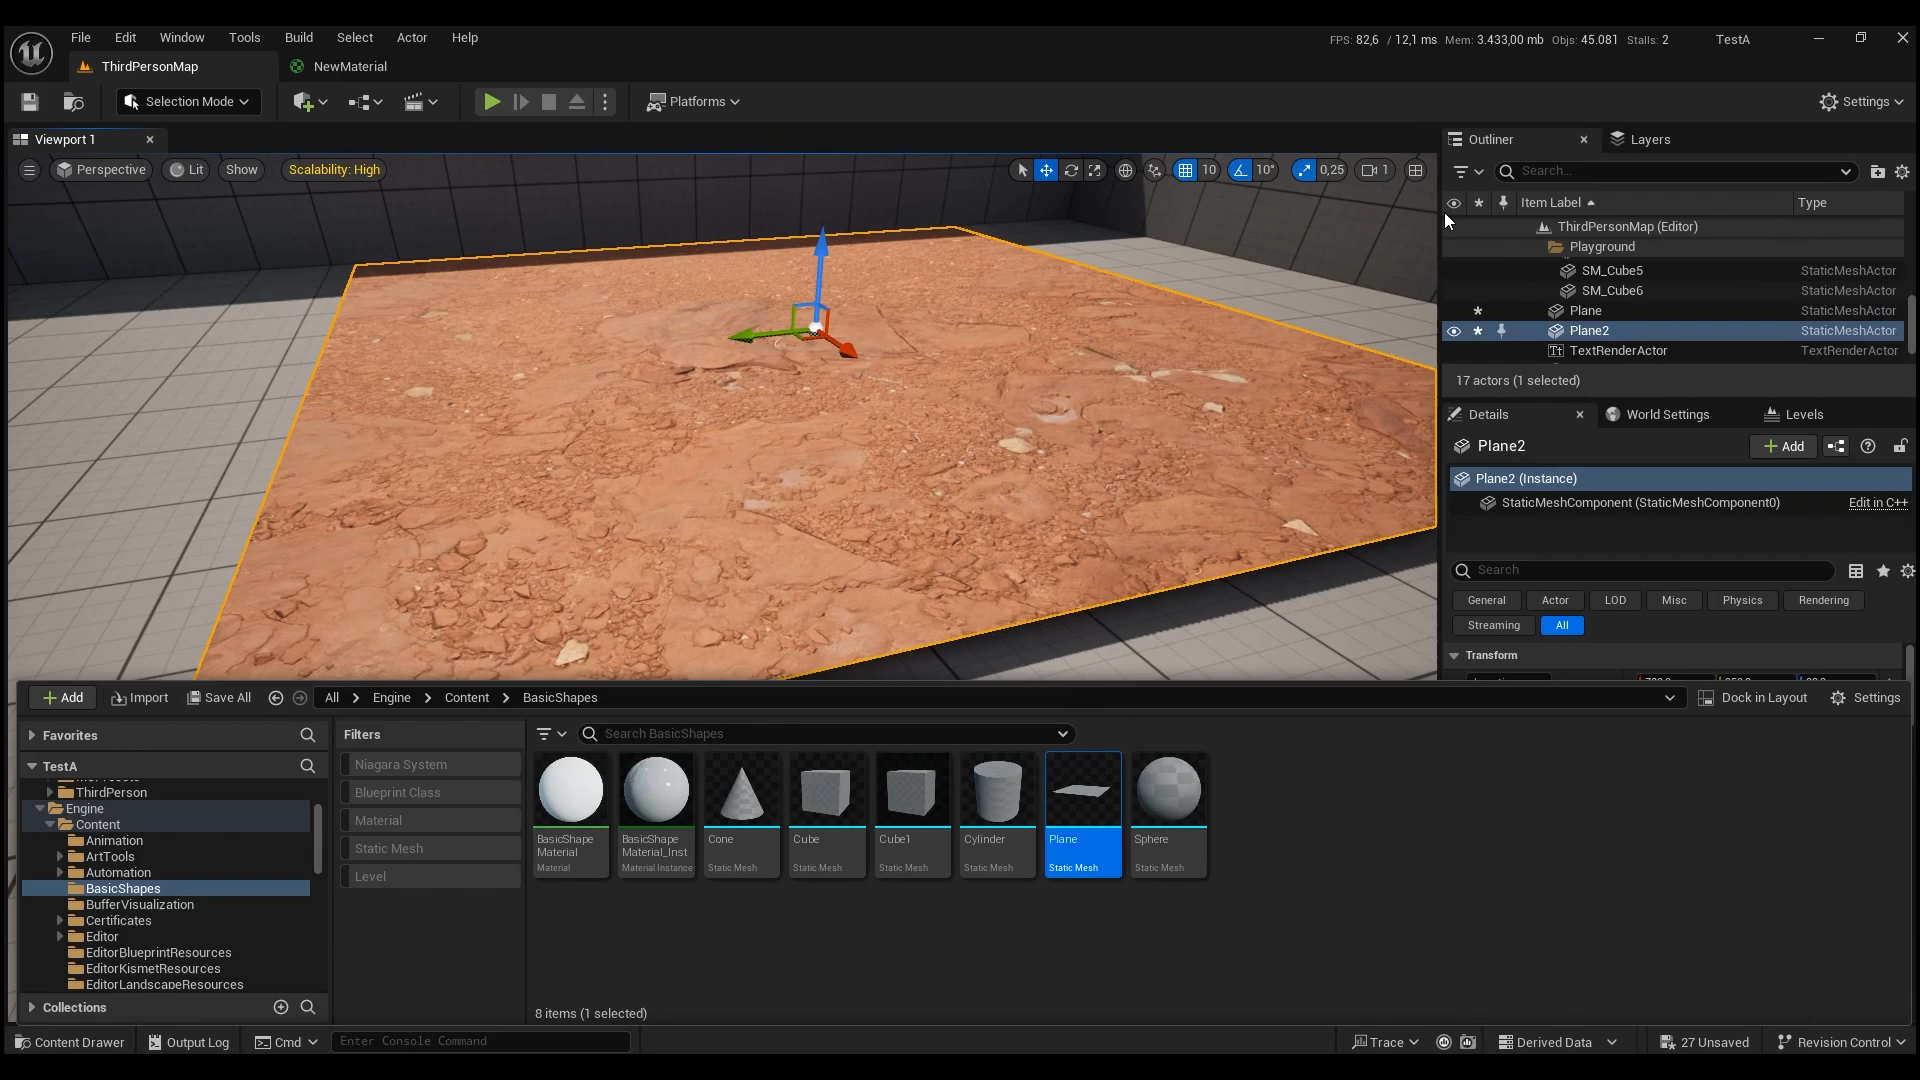 File Edit Window Tools Build Select Actor Help
FPS: 82,6 / 12,1 ms Mem: 3.433,00 mb Objs: 45.081 Stalls: 2 TestA
ThirdPersonMap NewMaterial
Selection Mode Platforms Settings
Viewport 1
Perspective Lit Show Scalability: High 10 10° 0,25 1
Outliner Layers
Search...
Item Label Type
ThirdPersonMap (Editor)
Playground
SM_Cube5 StaticMeshActor
SM_Cube6 StaticMeshActor
Plane StaticMeshActor
Plane2 StaticMeshActor
TextRenderActor TextRenderActor
17 actors (1 selected)
Details World Settings Levels
Plane2 Add
Plane2 (Instance)
StaticMeshComponent (StaticMeshComponent0) Edit in C++
Search
General Actor LOD Misc Physics Rendering
Streaming All
Transform
Add Import Save All All Engine Content BasicShapes Dock in Layout Settings
Favorites
TestA
ThirdPerson
Engine
Content
Animation
ArtTools
Automation
BasicShapes
BufferVisualization
Certificates
Editor
EditorBlueprintResources
EditorKismetResources
EditorLandscapeResources
Collections
Filters
Niagara System
Blueprint Class
Material
Static Mesh
Level
Search BasicShapes
BasicShape
Material
Material
BasicShape
Material_Inst
Material Instance
Cone
Static Mesh
Cube
Static Mesh
Cube1
Static Mesh
Cylinder
Static Mesh
Plane
Static Mesh
Sphere
Static Mesh
8 items (1 selected)
Content Drawer Output Log Cmd Enter Console Command Trace Derived Data 27 Unsaved Revision Control